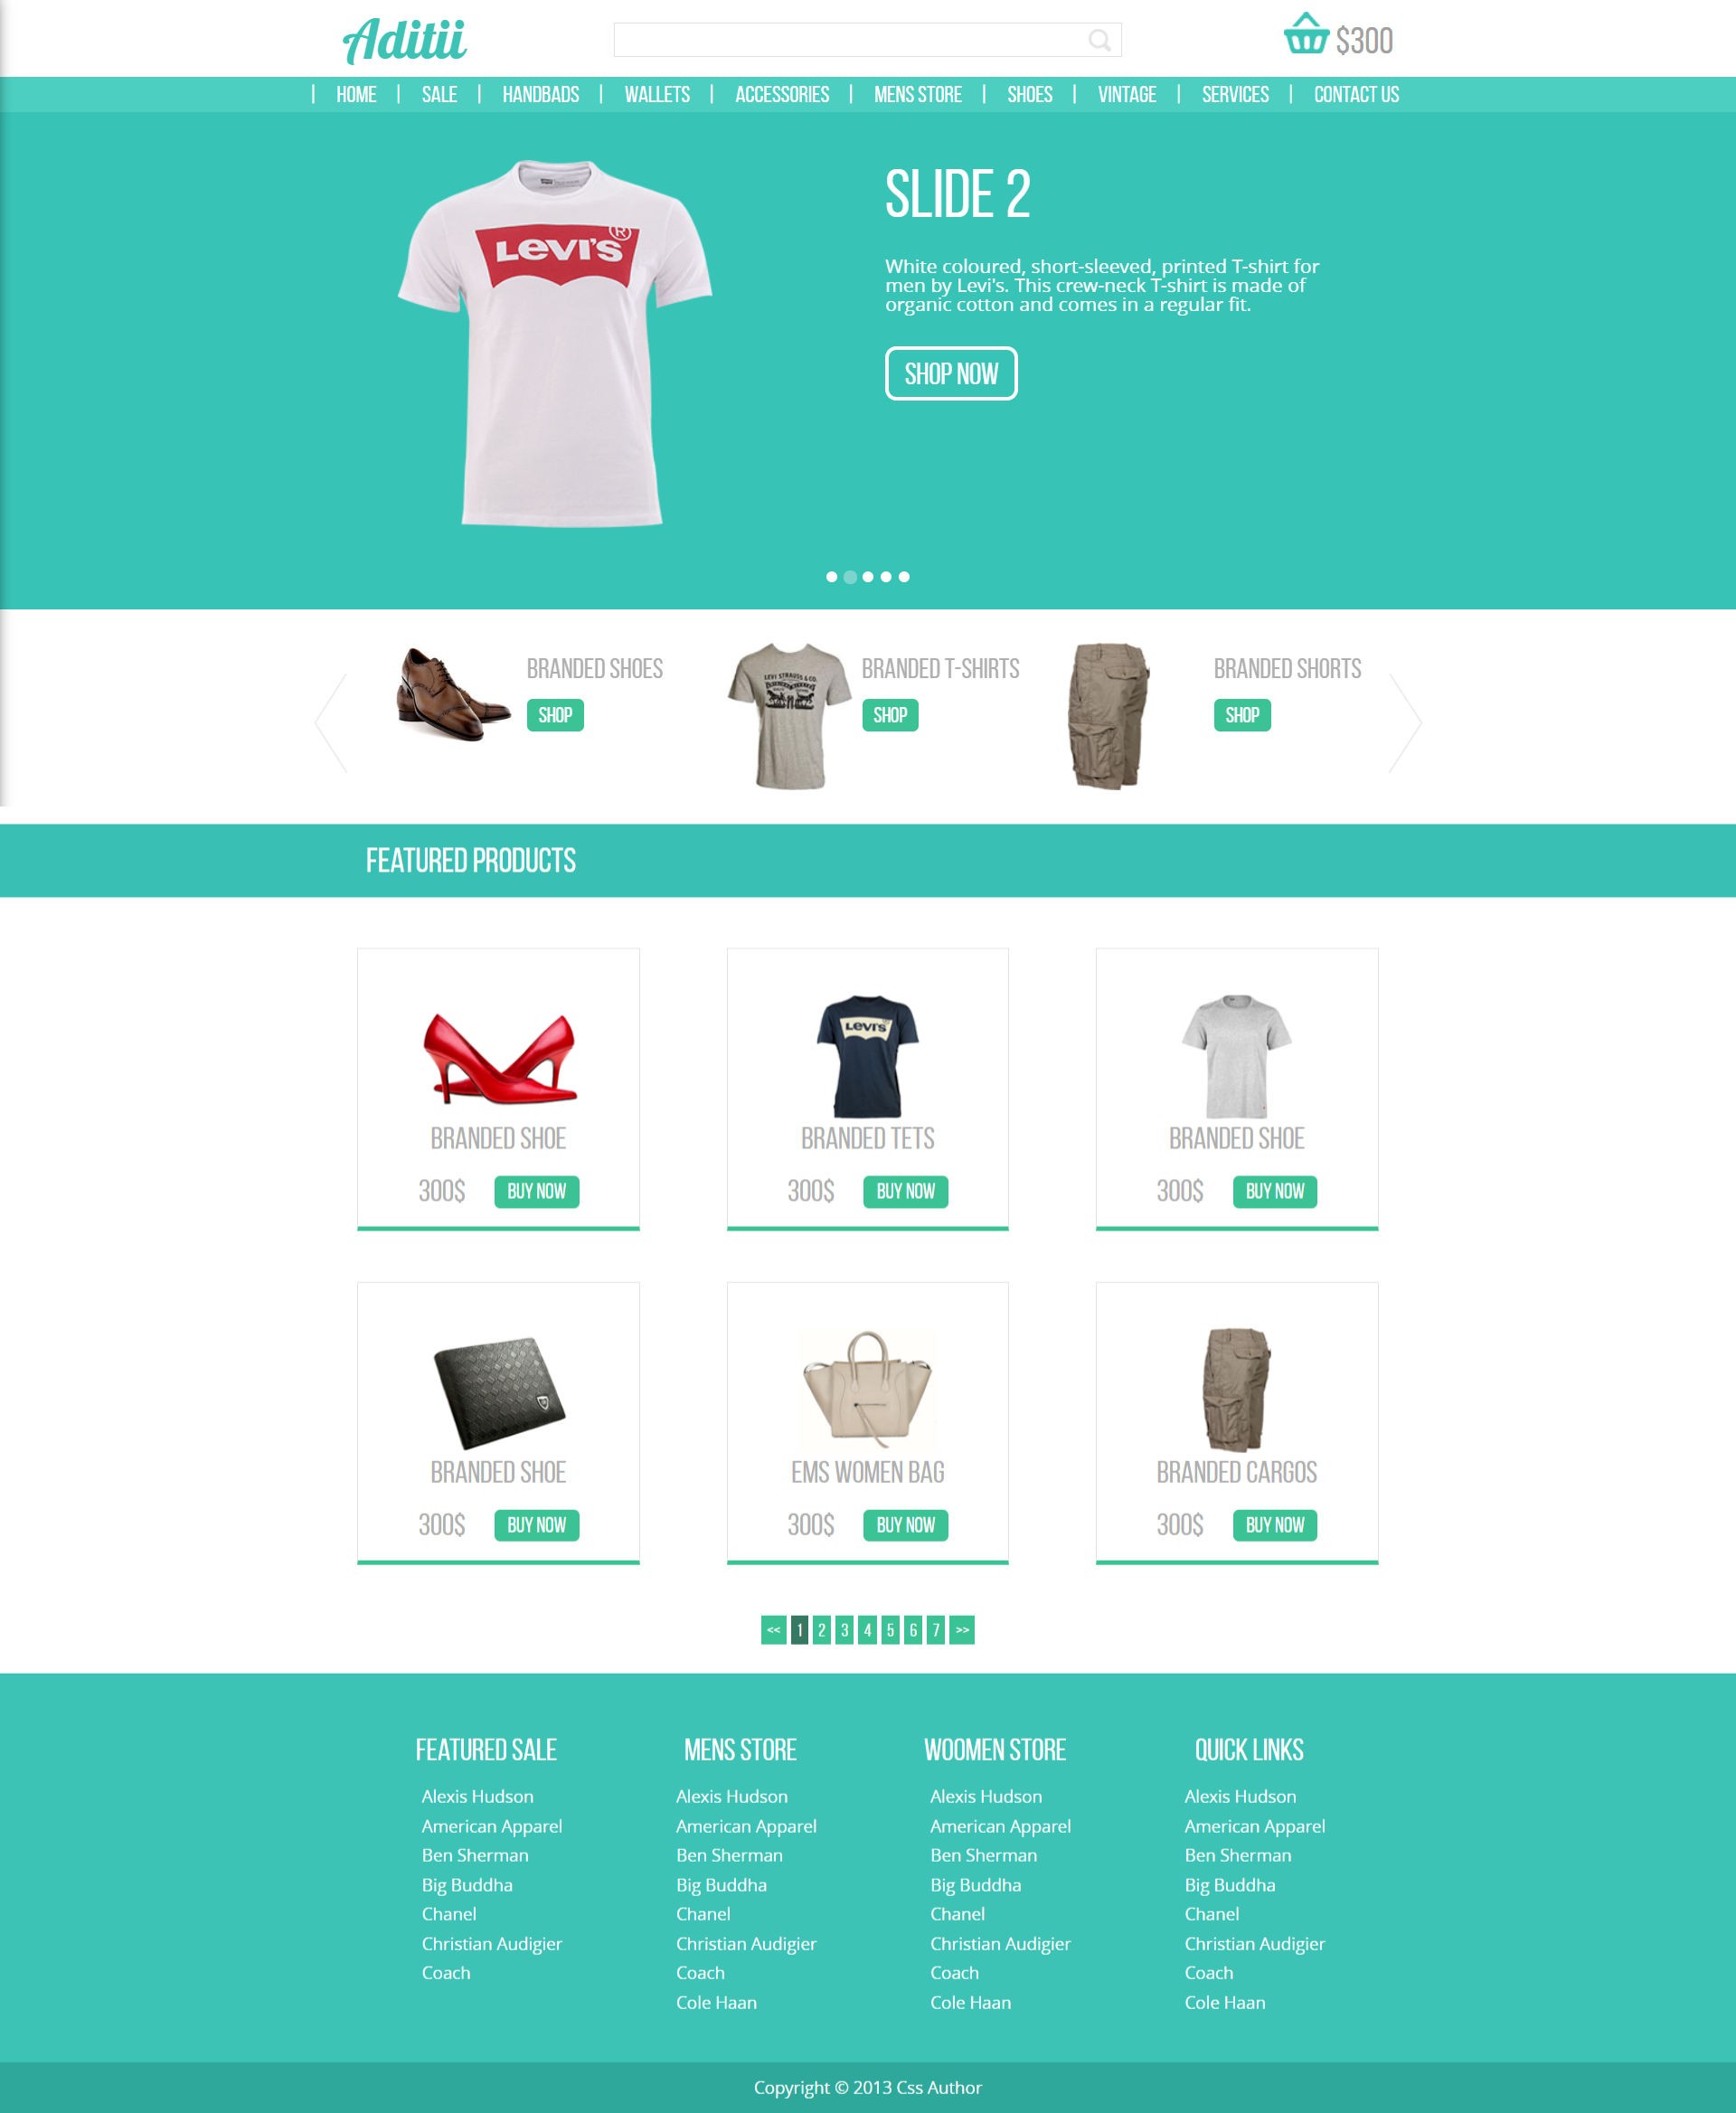 Aditii
$300
HOME SALE HANDBADS WALLETS ACCESSORIES MENS STORE SHOES VINTAGE SERVICES CONTACT US
LEVI'S ®
SLIDE 2
White coloured, short-sleeved, printed T-shirt for
men by Levi's. This crew-neck T-shirt is made of
organic cotton and comes in a regular fit.
SHOP NOW
BRANDED SHOES
SHOP
LEVI STRAUSS & CO.
BRANDED T-SHIRTS
SHOP
BRANDED SHORTS
SHOP
FEATURED PRODUCTS
BRANDED SHOE
300$ BUY NOW
LEVI'S
BRANDED TETS
300$ BUY NOW
BRANDED SHOE
300$ BUY NOW
BRANDED SHOE
300$ BUY NOW
EMS WOMEN BAG
300$ BUY NOW
BRANDED CARGOS
300$ BUY NOW
<< 1 2 3 4 5 6 7 >>
FEATURED SALE
Alexis Hudson
American Apparel
Ben Sherman
Big Buddha
Chanel
Christian Audigier
Coach
MENS STORE
Alexis Hudson
American Apparel
Ben Sherman
Big Buddha
Chanel
Christian Audigier
Coach
Cole Haan
WOOMEN STORE
Alexis Hudson
American Apparel
Ben Sherman
Big Buddha
Chanel
Christian Audigier
Coach
Cole Haan
QUICK LINKS
Alexis Hudson
American Apparel
Ben Sherman
Big Buddha
Chanel
Christian Audigier
Coach
Cole Haan
Copyright © 2013 Css Author